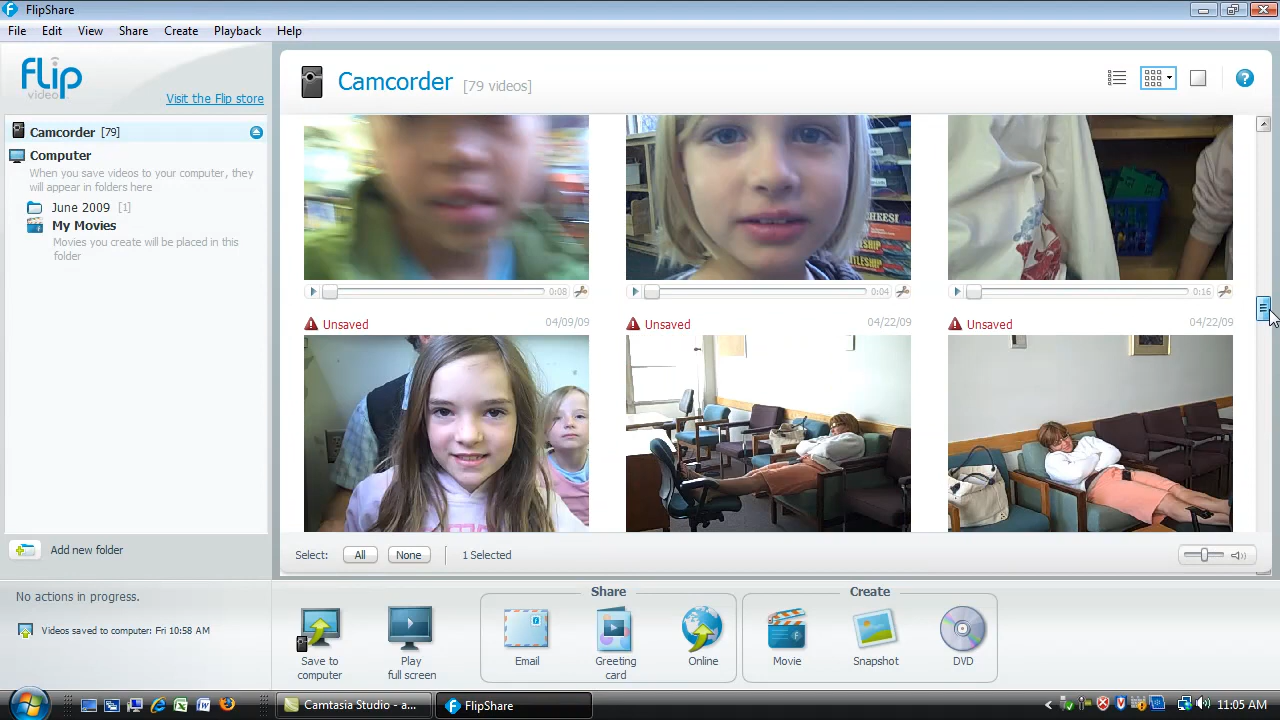 FlipShare
File Edit View Share Create Playback Help
flip
video
Visit the Flip store
Camcorder [79]
Computer
When you save videos to your computer, they
will appear in folders here
June 2009 [1]
My Movies
Movies you create will be placed in this
folder
Add new folder
No actions in progress.
Videos saved to computer: Fri 10:58 AM
Camcorder [79 videos]
?
CHEESE!
0:08
0:04
0:16
Unsaved 04/09/09
Unsaved 04/22/09
Unsaved 04/22/09
Select: All None 1 Selected
Share
Create
Save to
computer
Play
full screen
Email
Greeting
card
Online
Movie
Snapshot
DVD
Camtasia Studio - a...
FlipShare
11:05 AM